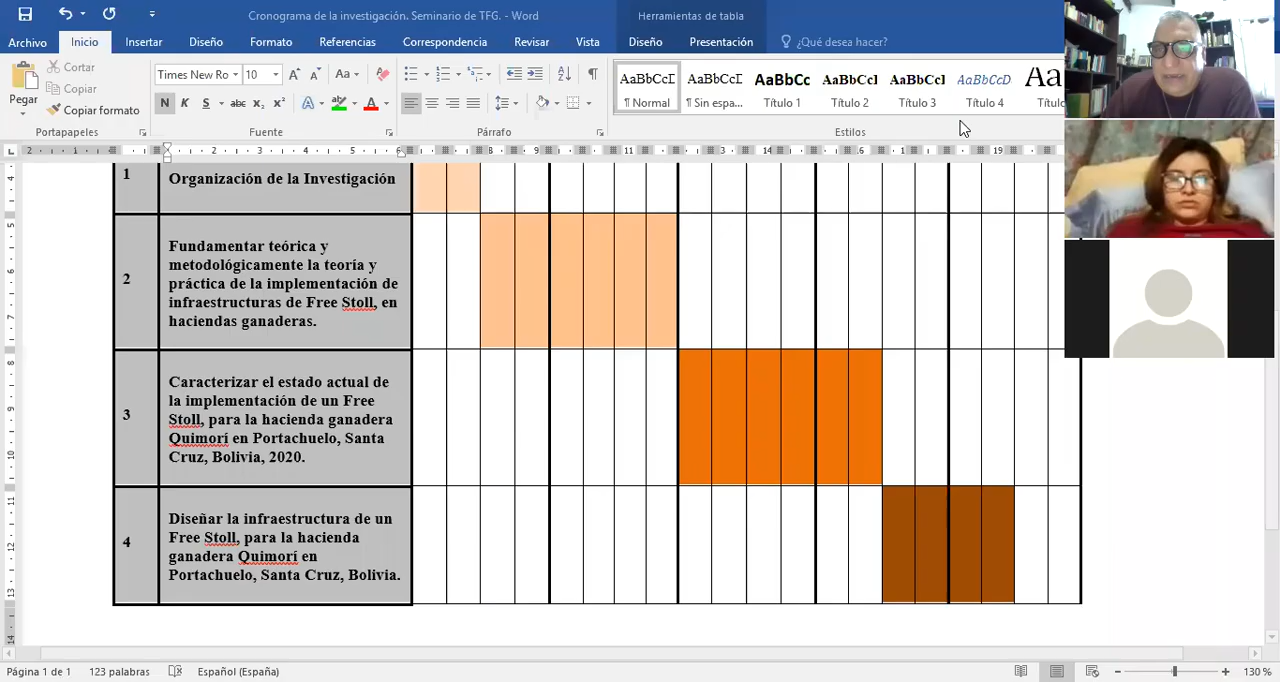 Cronograma de la investigación. Seminario de TFG. - Word
Herramientas de tabla
Archivo Inicio Insertar Diseño Formato Referencias Correspondencia Revisar Vista Diseño Presentación ¿Qué desea hacer?
Pegar
Cortar
Copiar
Copiar formato
Portapapeles
Times New Ro 10
Aa
N K S abc x₂ x²
Fuente
Párrafo
AaBbCcI AaBbCcI AaBbCc AaBbCcI AaBbCcI AaBbCcD Aa
¶ Normal ¶ Sin espa... Título 1 Título 2 Título 3 Título 4
Estilos
1 Organización de la Investigación
2
Fundamentar teórica y
metodológicamente la teoría y
práctica de la implementación de
infraestructuras de Free Stoll, en
haciendas ganaderas.
3
Caracterizar el estado actual de
la implementación de un Free
Stoll, para la hacienda ganadera
Quimorí en Portachuelo, Santa
Cruz, Bolivia, 2020.
4
Diseñar la infraestructura de un
Free Stoll, para la hacienda
ganadera Quimorí en
Portachuelo, Santa Cruz, Bolivia.
Página 1 de 1 123 palabras Español (España) 130 %